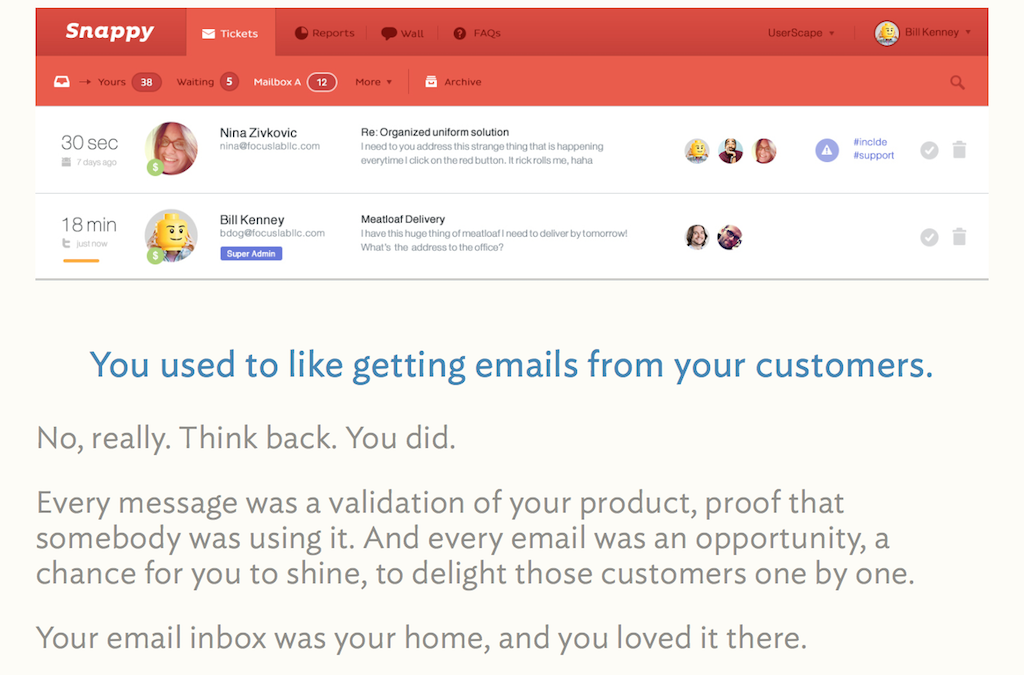 Snappy
Tickets
Reports
Wall
FAQs
UserScape
Bill Kenney
Yours 38
Waiting 5
Mailbox A 12
More
Archive
30 sec
7 days ago
$
Nina Zivkovic
nina@focuslabllc.com
Re: Organized uniform solution
I need to you address this strange thing that is happening
everytime I click on the red button. It rick rolls me, haha
#inclde
#support
18 min
just now
$
Bill Kenney
bdog@focuslabllc.com
Super Admin
Meatloaf Delivery
I have this huge thing of meatloaf I need to deliver by tomorrow!
What's the address to the office?
You used to like getting emails from your customers.
No, really. Think back. You did.
Every message was a validation of your product, proof that
somebody was using it. And every email was an opportunity, a
chance for you to shine, to delight those customers one by one.
Your email inbox was your home, and you loved it there.